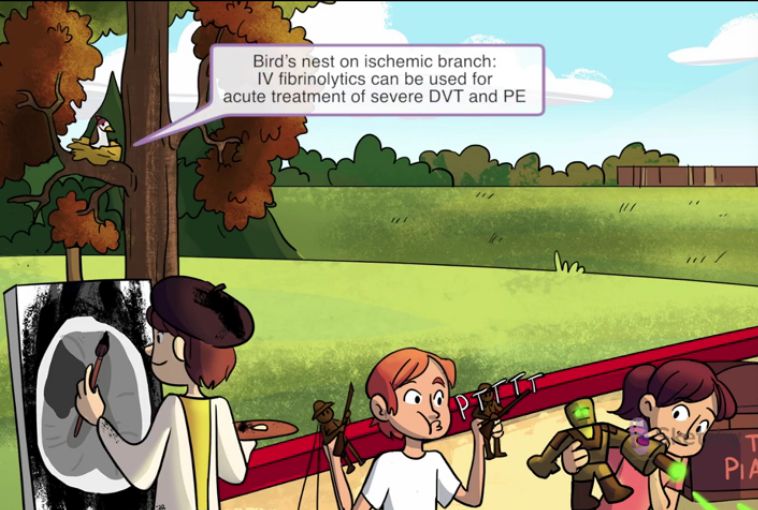 Bird's nest on ischemic branch:
IV fibrinolytics can be used for
acute treatment of severe DVT and PE
PTTTT
T
PIA